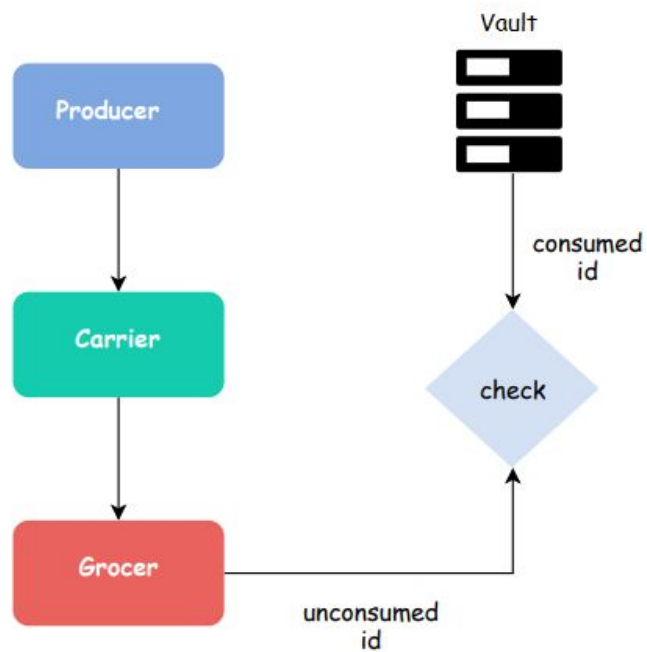 Vault
Producer
consumed
id
Carrier
check
Grocer
unconsumed
id